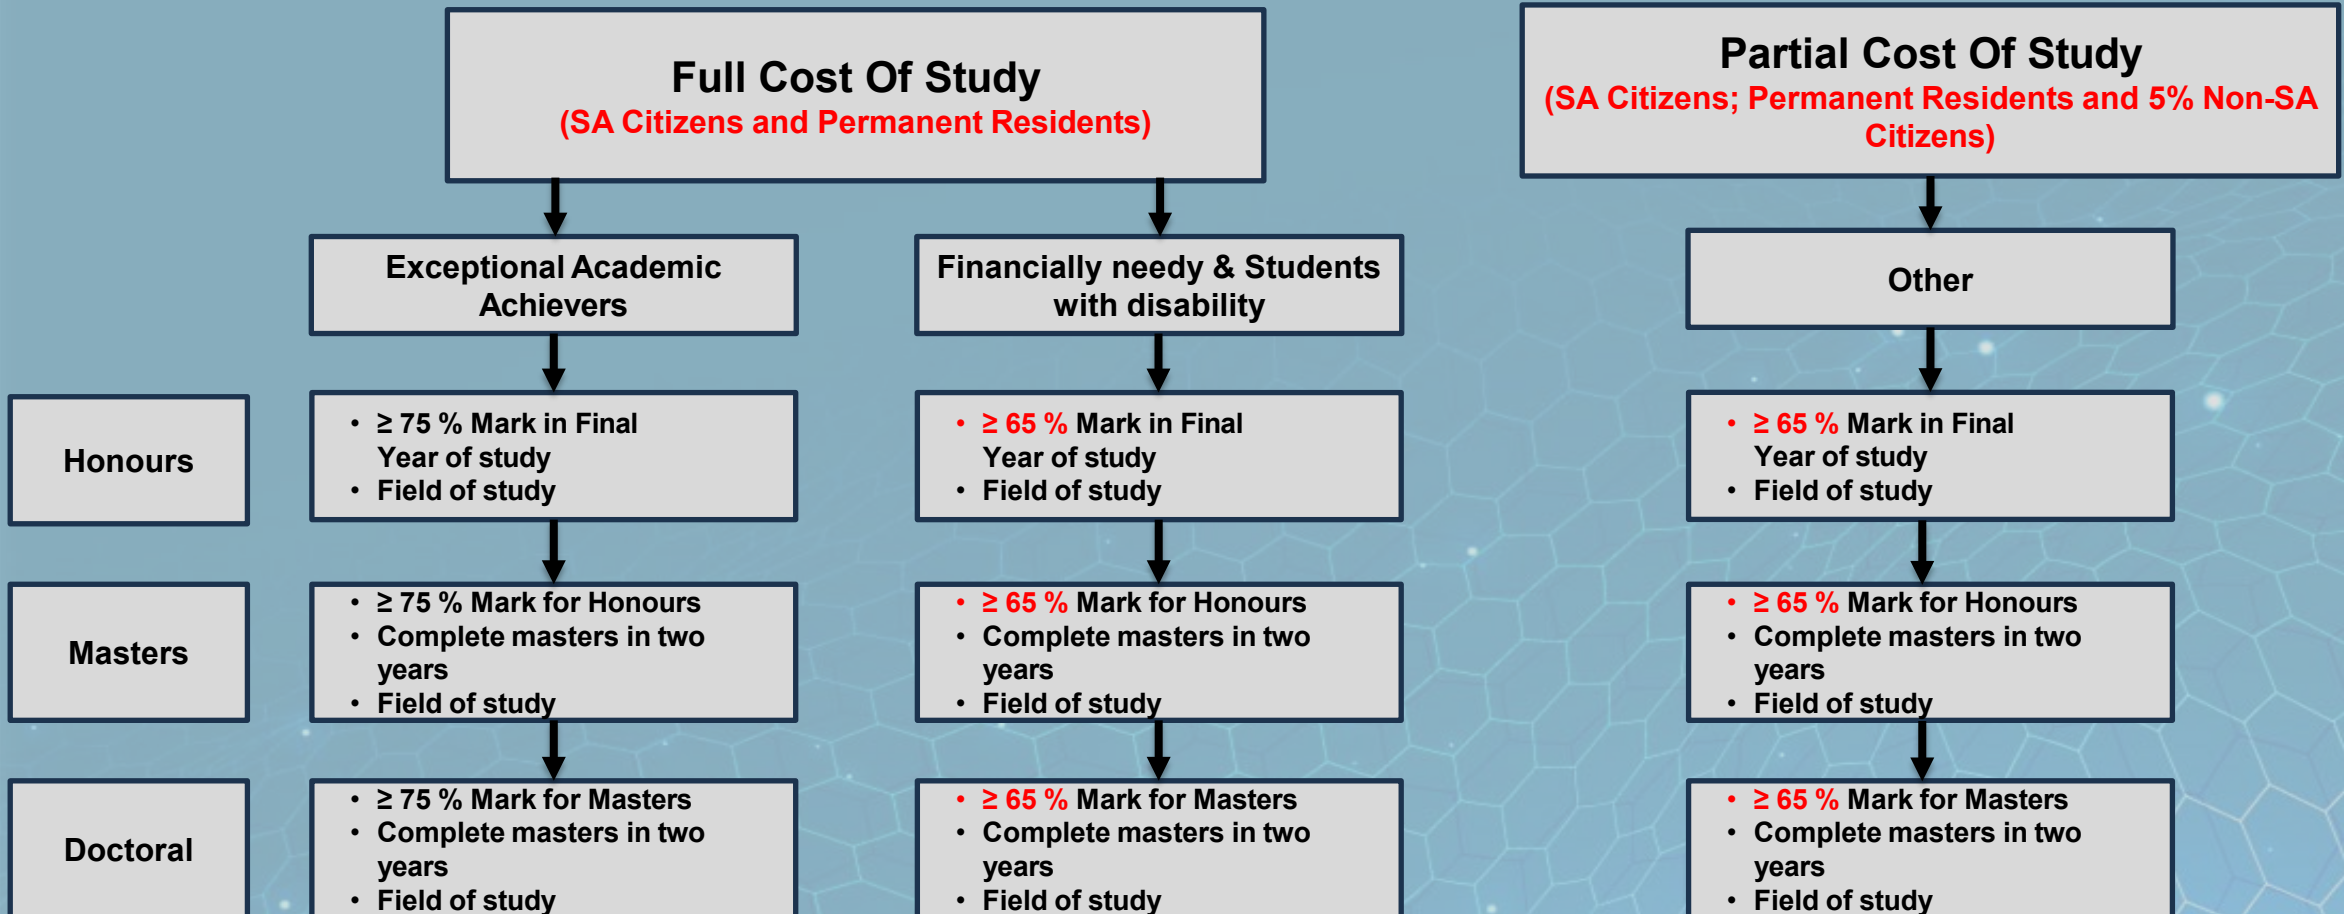 Full Cost Of Study
(SA Citizens and Permanent Residents)
Partial Cost Of Study
(SA Citizens; Permanent Residents and 5% Non-SA
Citizens)
Exceptional Academic
Achievers
Financially needy & Students
with disability
Other
Honours
• ≥ 75 % Mark in Final
Year of study
• Field of study
• ≥ 65 % Mark in Final
Year of study
• Field of study
• ≥ 65 % Mark in Final
Year of study
• Field of study
Masters
• ≥ 75 % Mark for Honours
• Complete masters in two
years
• Field of study
• ≥ 65 % Mark for Honours
• Complete masters in two
years
• Field of study
• ≥ 65 % Mark for Honours
• Complete masters in two
years
• Field of study
Doctoral
• ≥ 75 % Mark for Masters
• Complete masters in two
years
• Field of study
• ≥ 65 % Mark for Masters
• Complete masters in two
years
• Field of study
• ≥ 65 % Mark for Masters
• Complete masters in two
years
• Field of study